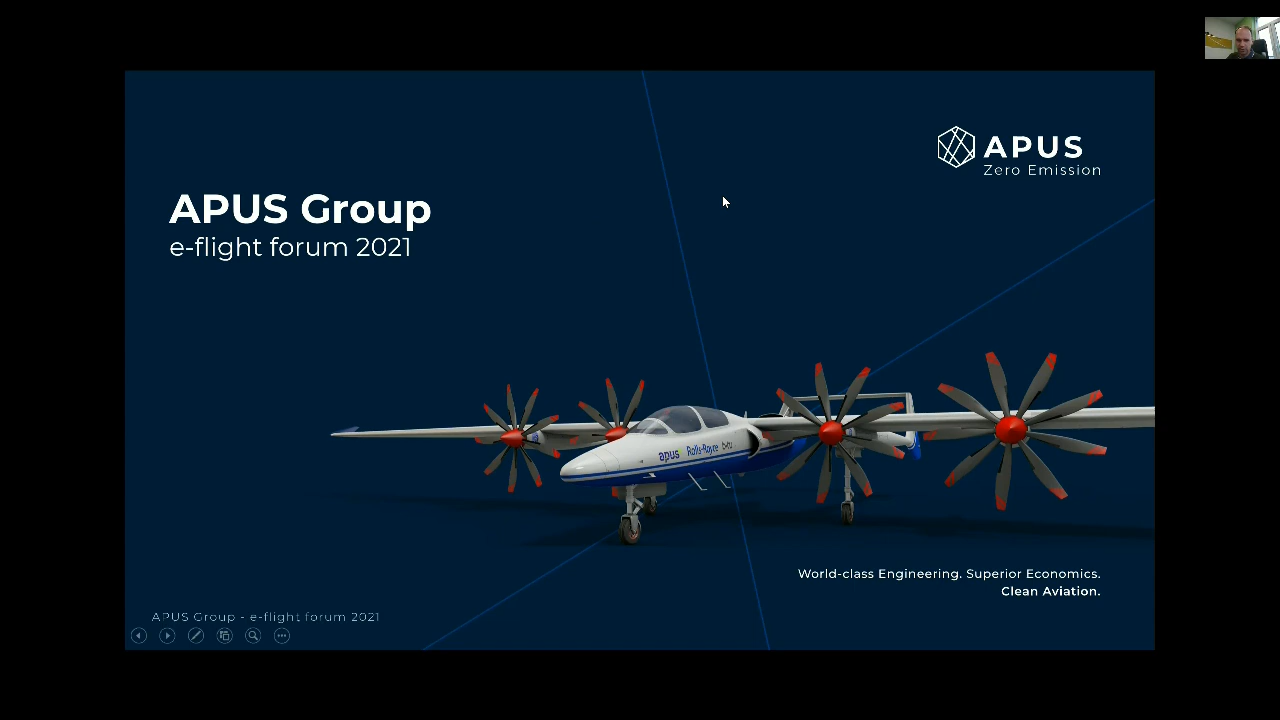 APUS
Zero Emission
APUS Group
e-flight forum 2021
apus Rolls-Royce b-tu
World-class Engineering. Superior Economics.
Clean Aviation.
APUS Group - e-flight forum 2021